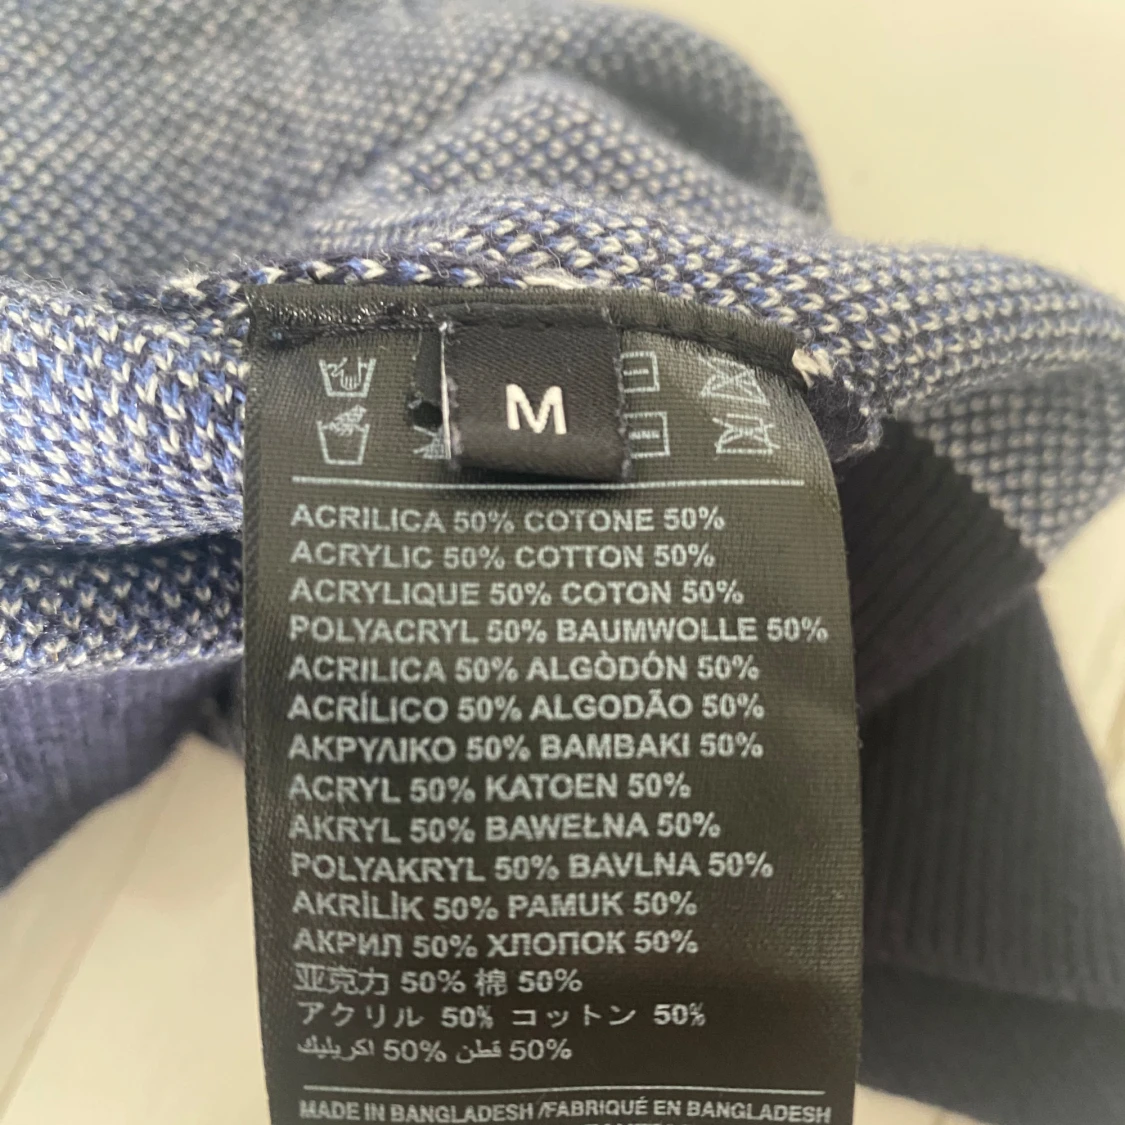 M
ACRILICA 50% COTONE 50%
ACRYLIC 50% COTTON 50%
ACRYLIQUE 50% COTON 50%
POLYACRYL 50% BAUMWOLLE 50%
ACRILICA 50% ALGÒDÓN 50%
ACRÍLICO 50% ALGODÃO 50%
ΑΚΡΥΛΙΚΟ 50% BAMBAKI 50%
ACRYL 50% KATOEN 50%
AKRYL 50% BAWEŁNA 50%
POLYAKRYL 50% BAVLNA 50%
AKRİLİK 50% PAMUK 50%
АКРИЛ 50% ХЛОПОК 50%
亚克力 50% 棉 50%
アクリル 50% コットン 50%
اكريليك 50% قطن 50%
MADE IN BANGLADESH /FABRIQUÉ EN BANGLADESH